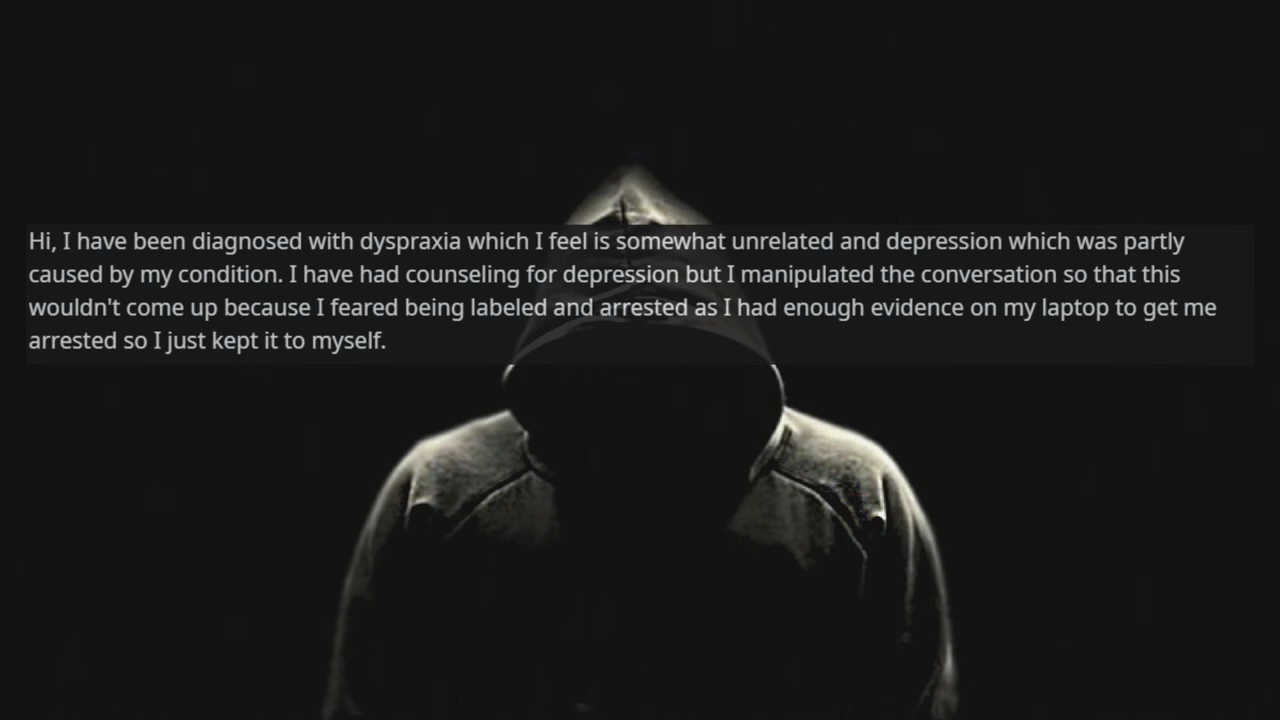 Hi, I have been diagnosed with dyspraxia which I feel is somewhat unrelated and depression which was partly
caused by my condition. I have had counseling for depression but I manipulated the conversation so that this
wouldn't come up because I feared being labeled and arrested as I had enough evidence on my laptop to get me
arrested so I just kept it to myself.